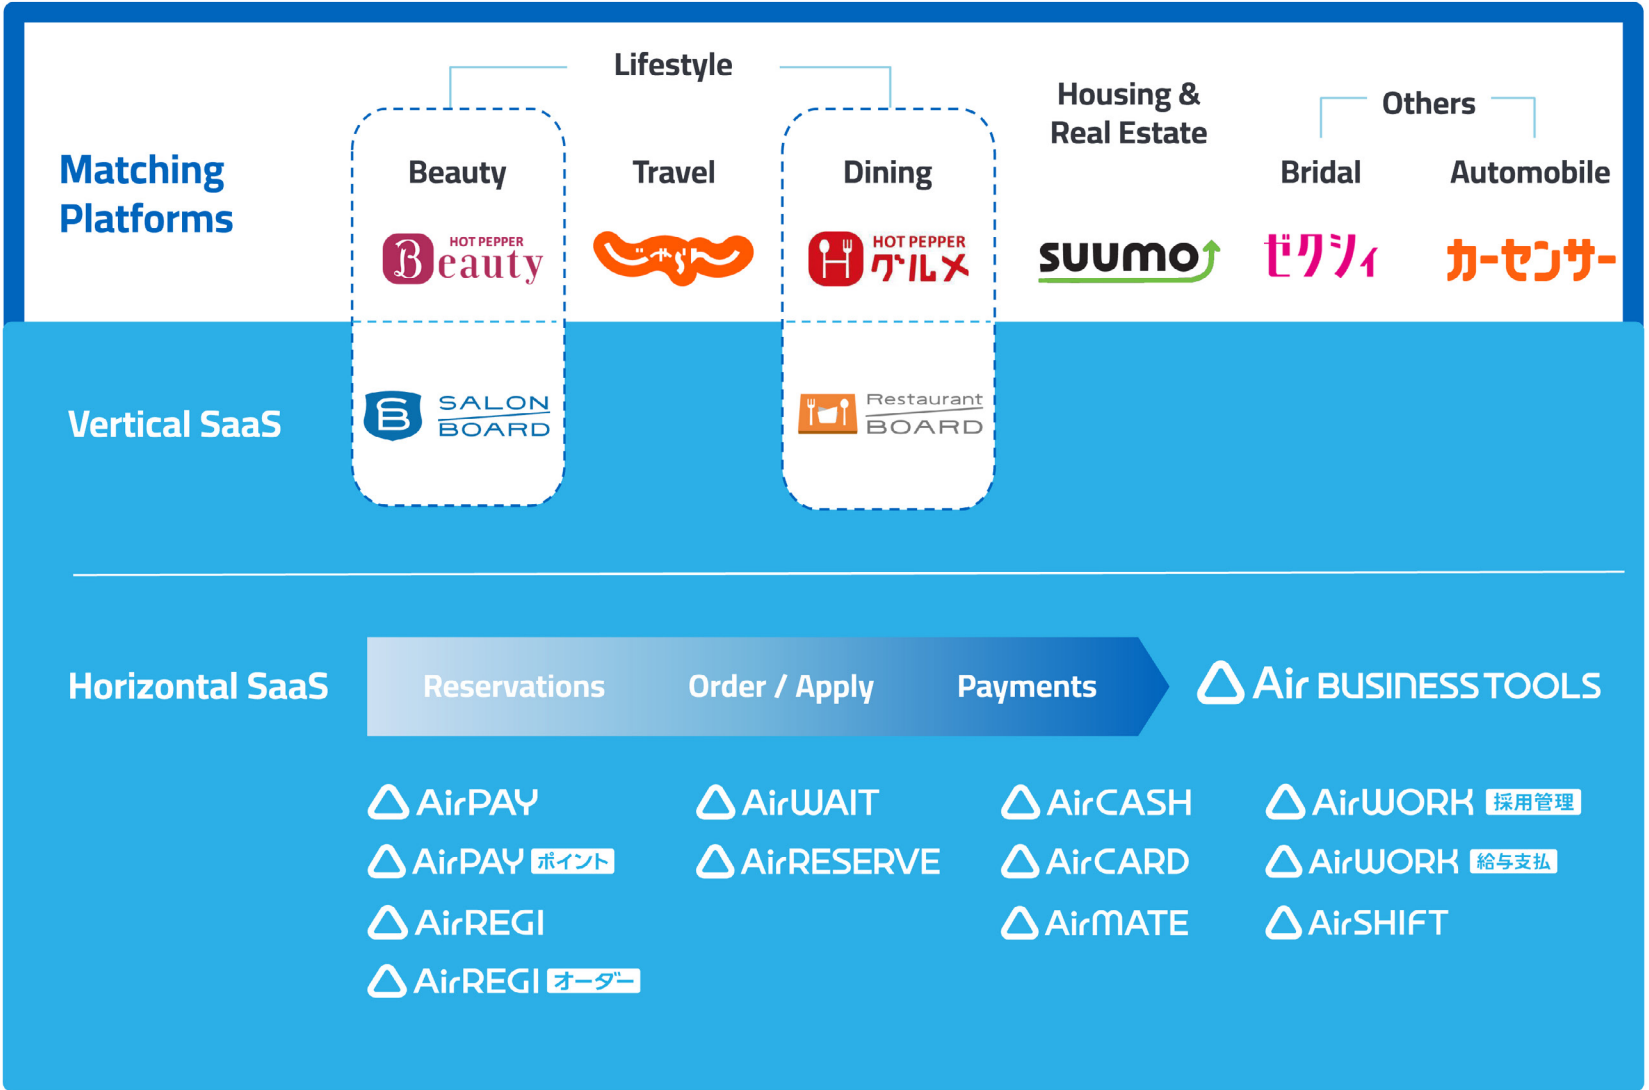 Lifestyle
Housing &
Real Estate
Others
Matching
Platforms
Beauty
Travel
Dining
Bridal
Automobile
HOT PEPPER
Beauty
じゃらん
HOT PEPPER
グルメ
SUUMO
ゼクシィ
カーセンサー
Vertical SaaS
SALON
BOARD
Restaurant
BOARD
Horizontal SaaS
Reservations
Order / Apply
Payments
Air BUSINESS TOOLS
AirPAY
AirWAIT
AirCASH
AirWORK 採用管理
AirPAY ポイント
AirRESERVE
AirCARD
AirWORK 給与支払
AirREGI
AirMATE
AirSHIFT
AirREGI オーダー